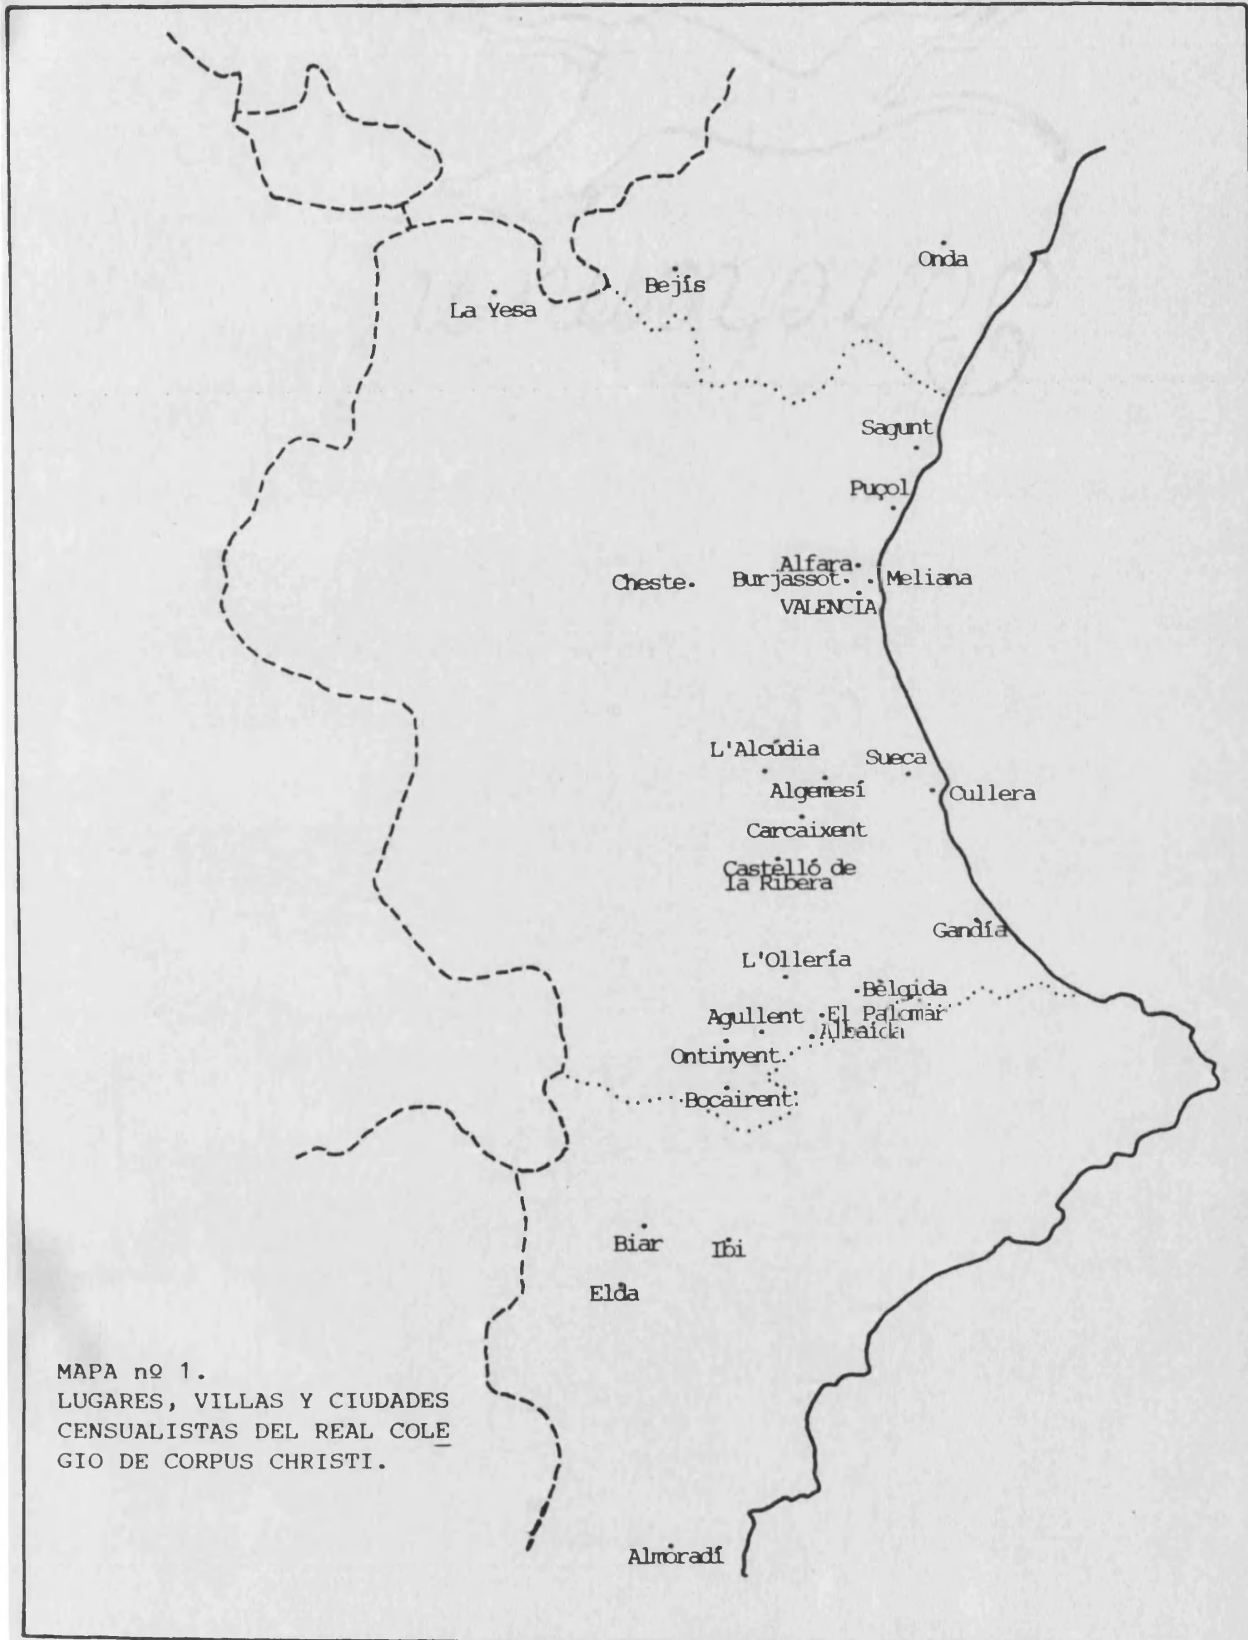 Onda
Bejís
La Yesa
Sagunt
Puçol
Alfara
Cheste
Burjassot
Meliana
VALENCIA
L'Alcúdia
Sueca
Algemesí
Cullera
Carcaixent
Castelló de
la Ribera
Gandía
L'Ollería
Bèlgida
Agullent
El Palomar
Albaida
Ontinyent
Bocairent
Biar
Ibi
Elda
MAPA nº 1.
LUGARES, VILLAS Y CIUDADES
CENSUALISTAS DEL REAL COLE
GIO DE CORPUS CHRISTI.
Almoradí